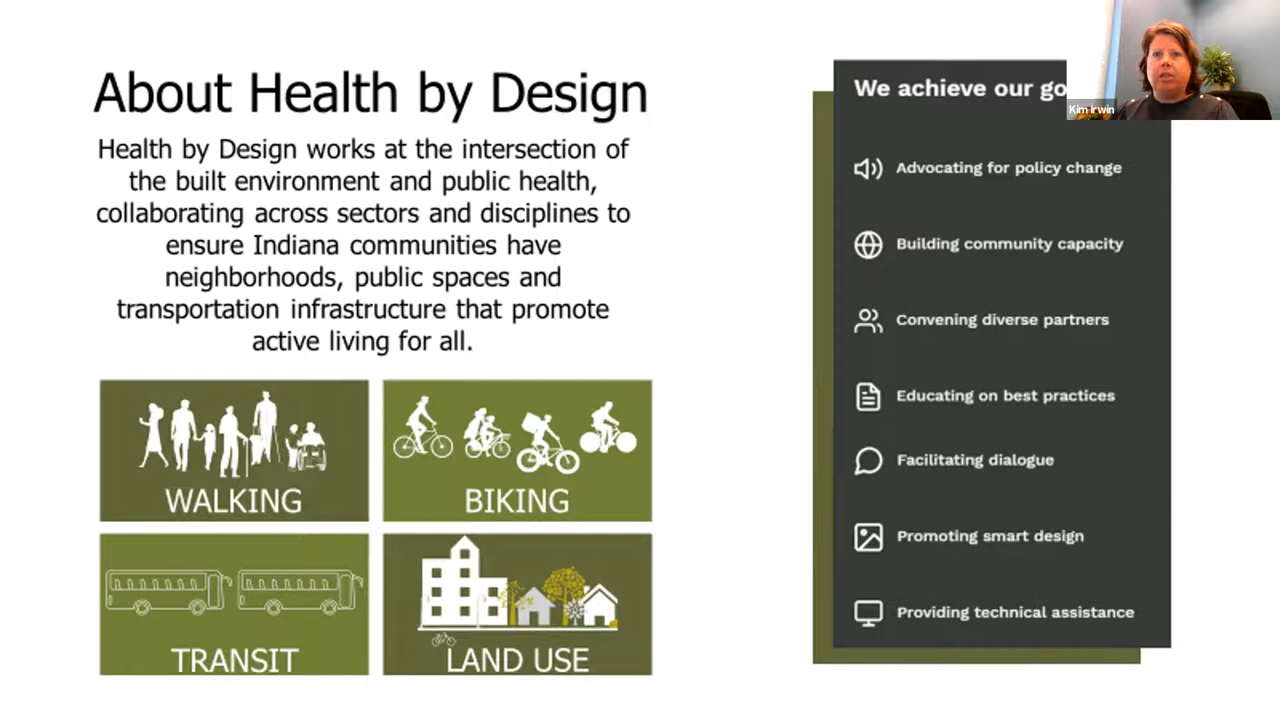 About Health by Design
Health by Design works at the intersection of
the built environment and public health,
collaborating across sectors and disciplines to
ensure Indiana communities have
neighborhoods, public spaces and
transportation infrastructure that promote
active living for all.
WALKING
BIKING
TRANSIT
LAND USE
We achieve our go
Advocating for policy change
Building community capacity
Convening diverse partners
Educating on best practices
Facilitating dialogue
Promoting smart design
Providing technical assistance
Kim Irwin